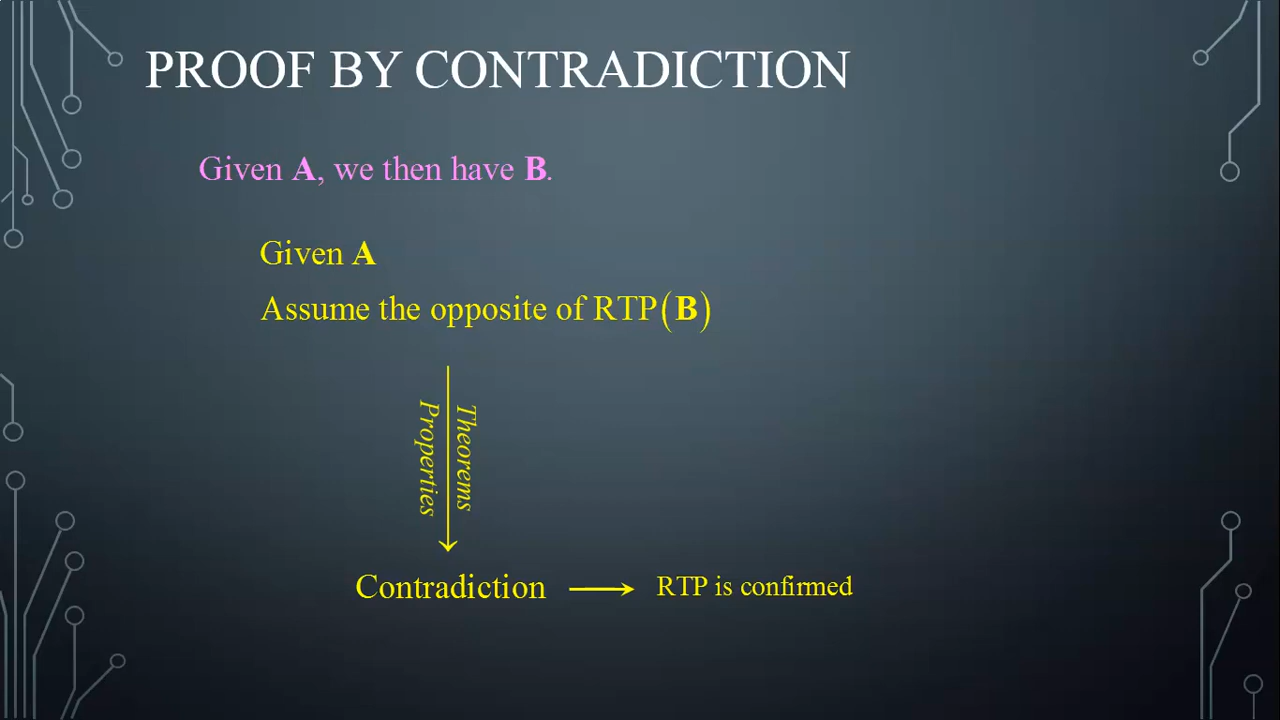 PROOF BY CONTRADICTION
Given A, we then have B.
Given A
Assume the opposite of RTP(B)
Theorems
Properties
Contradiction → RTP is confirmed